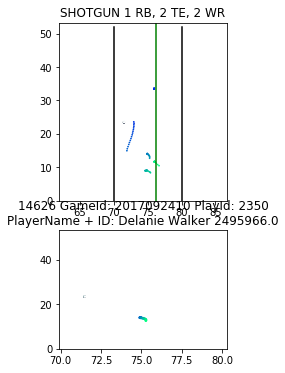 SHOTGUN 1 RB, 2 TE, 2 WR
50
40
30
20
10
0
65 70 75 80 85
14626 GameId: 2017092410 PlayId: 2350
PlayerName + ID: Delanie Walker 2495966.0
40
20
0
70.0 72.5 75.0 77.5 80.0